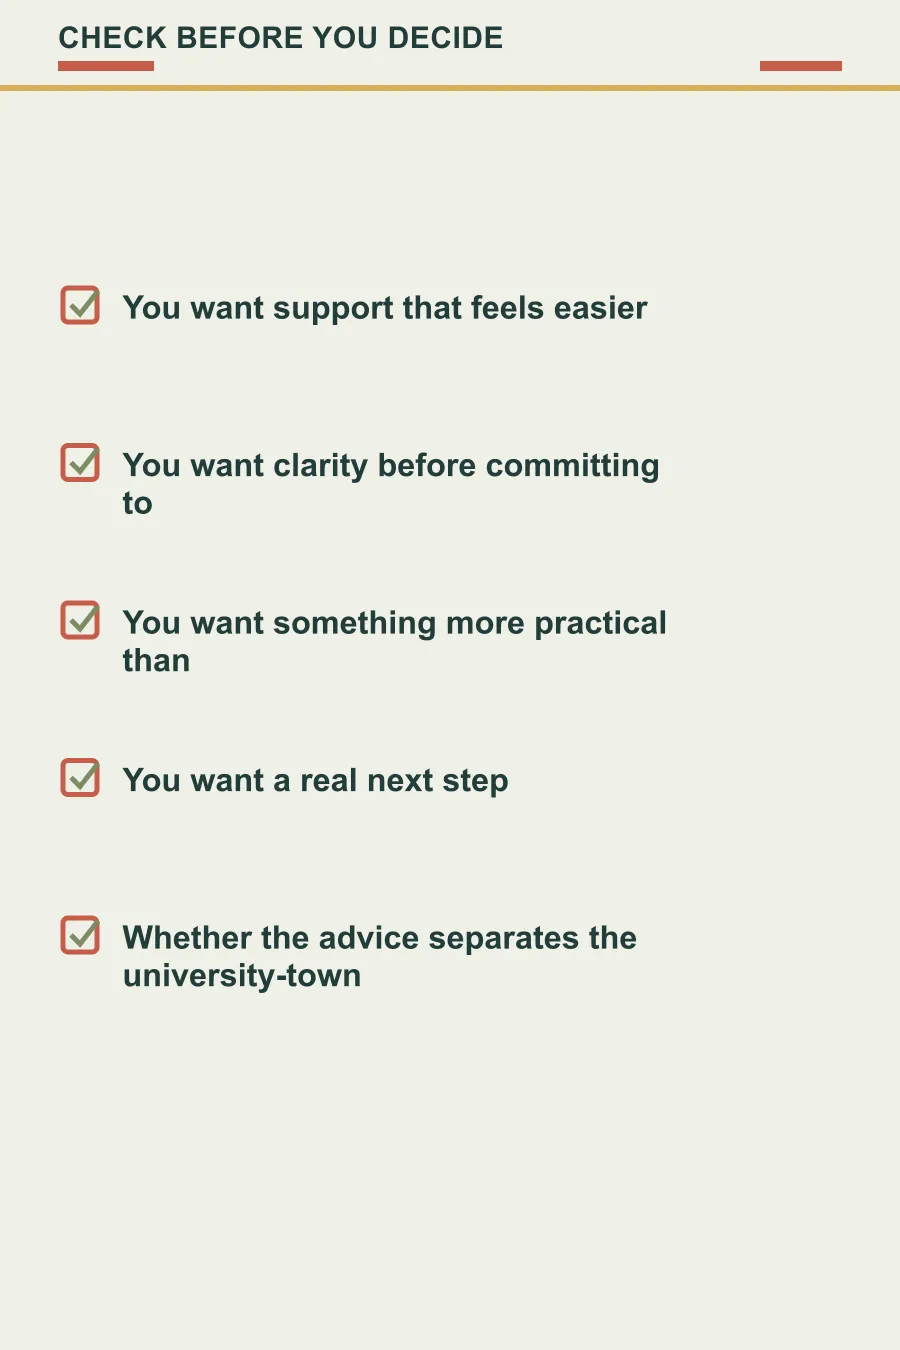 CHECK BEFORE YOU DECIDE
You want support that feels easier
You want clarity before committing
to
You want something more practical
than
You want a real next step
Whether the advice separates the
university-town